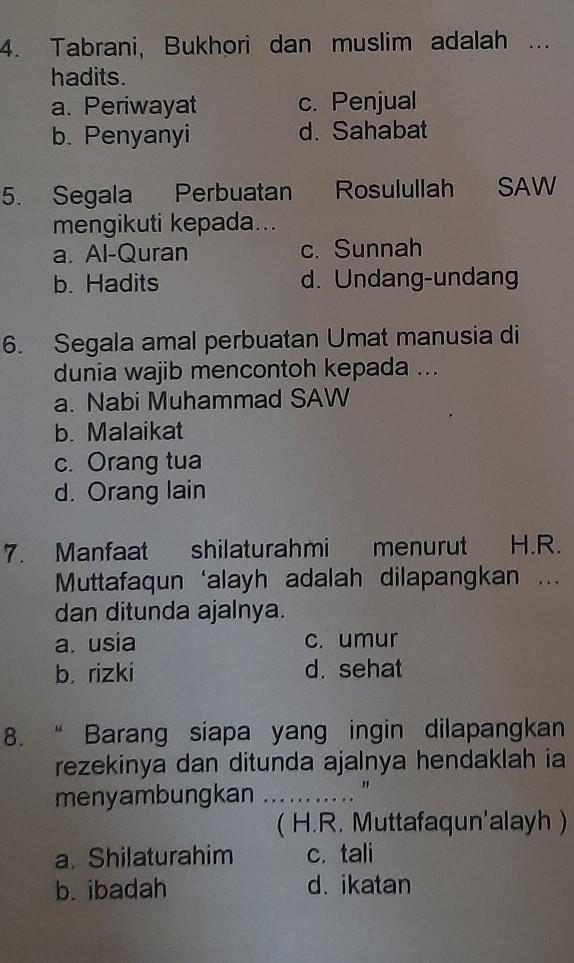 4. Tabrani, Bukhori dan muslim adalah ...
hadits.
a. Periwayat c. Penjual
b. Penyanyi d. Sahabat
5. Segala Perbuatan Rosulullah SAW
mengikuti kepada...
a. Al-Quran c. Sunnah
b. Hadits d. Undang-undang
6. Segala amal perbuatan Umat manusia di
dunia wajib mencontoh kepada ...
a. Nabi Muhammad SAW
b. Malaikat
c. Orang tua
d. Orang lain
7. Manfaat shilaturahmi menurut H.R.
Muttafaqun ‘alayh adalah dilapangkan ...
dan ditunda ajalnya.
a. usia c. umur
b. rizki d. sehat
8. “ Barang siapa yang ingin dilapangkan
rezekinya dan ditunda ajalnya hendaklah ia
menyambungkan ........... ”
( H.R. Muttafaqun'alayh )
a. Shilaturahim c. tali
b. ibadah d. ikatan